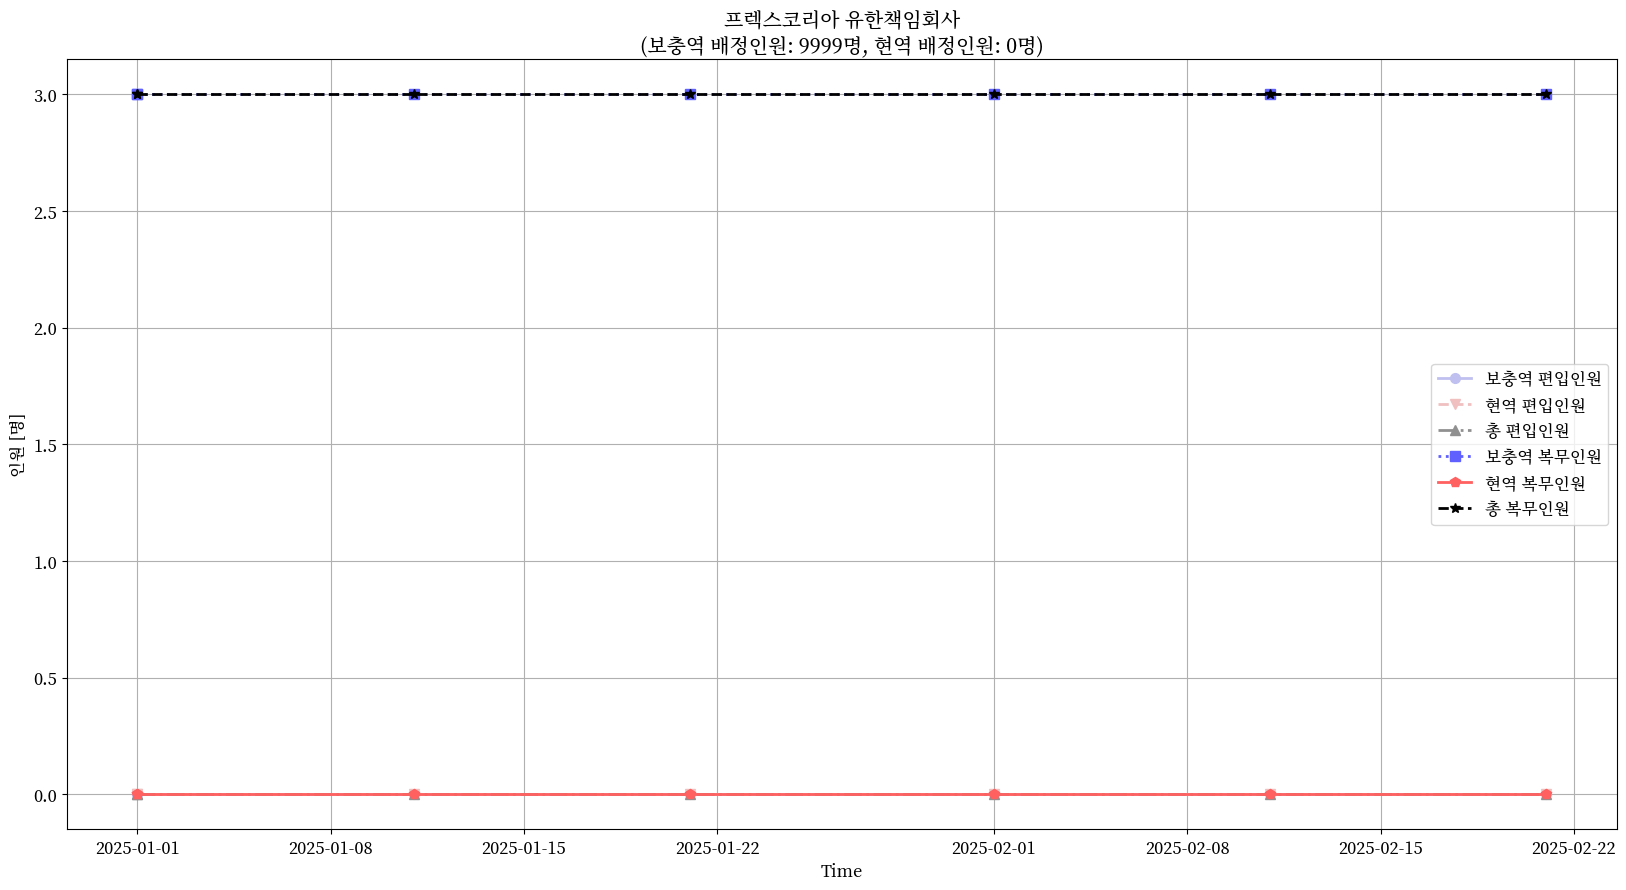 프렉스코리아 유한책임회사
(보충역 배정인원: 9999명, 현역 배정인원: 0명)
3.0
2.5
2.0
1.5
1.0
0.5
0.0
인원 [명]
보충역 편입인원
현역 편입인원
총 편입인원
보충역 복무인원
현역 복무인원
총 복무인원
2025-01-01
2025-01-08
2025-01-15
2025-01-22
2025-02-01
2025-02-08
2025-02-15
2025-02-22
Time